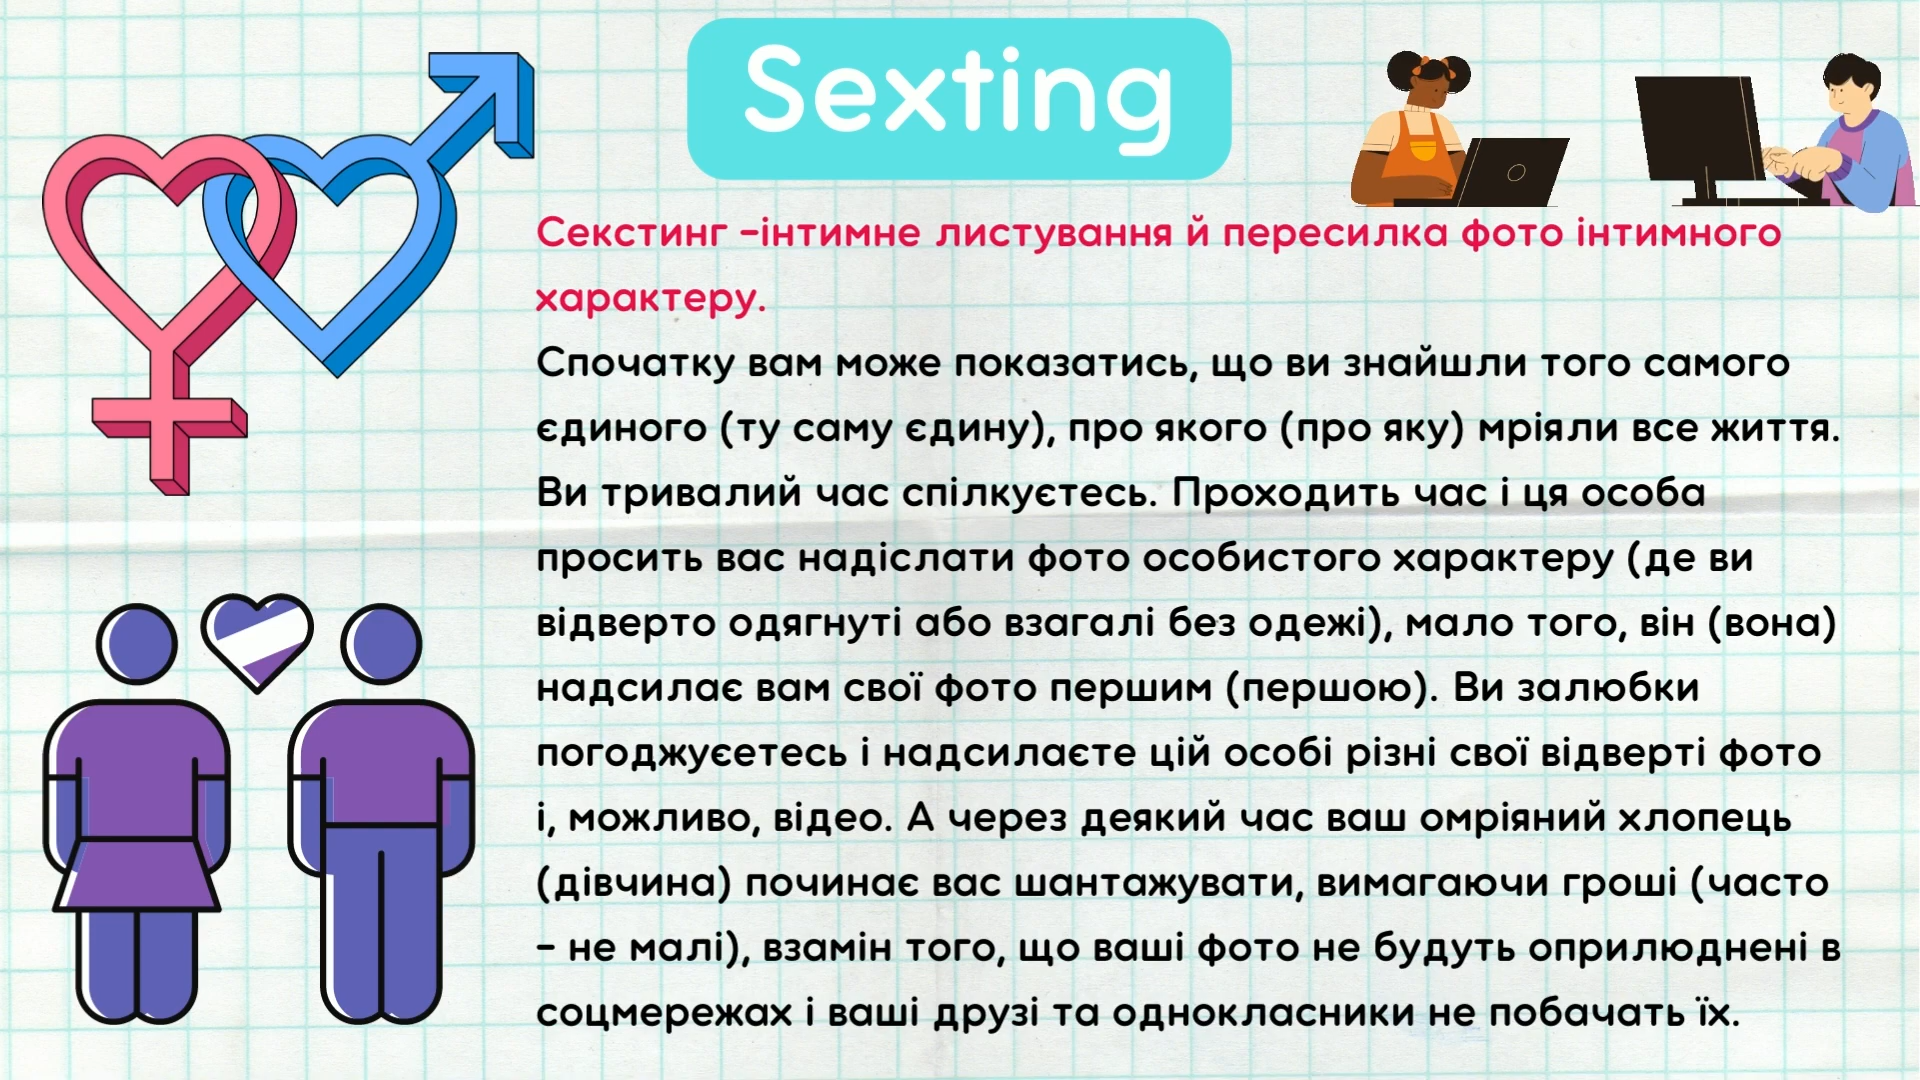 Sexting
Секстинг -інтимне листування й пересилка фото інтимного
характеру.
Спочатку вам може показатись, що ви знайшли того самого
єдиного (ту саму єдину), про якого (про яку) мріяли все життя.
Ви тривалий час спілкуєтесь. Проходить час і ця особа
просить вас надіслати фото особистого характеру (де ви
відверто одягнуті або взагалі без одежі), мало того, він (вона)
надсилає вам свої фото першим (першою). Ви залюбки
погоджуєетесь і надсилаєте цій особі різні свої відверті фото
і, можливо, відео. А через деякий час ваш омріяний хлопець
(дівчина) починає вас шантажувати, вимагаючи гроші (часто
- не малі), взамін того, що ваші фото не будуть оприлюднені в
соцмережах і ваші друзі та однокласники не побачать їх.